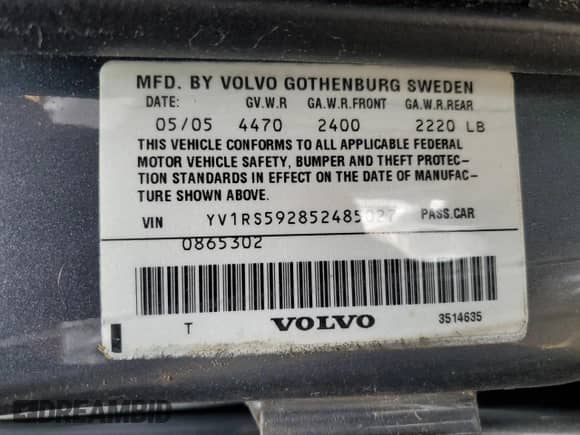 MFD. BY VOLVO GOTHENBURG SWEDEN
DATE: GV.W.R GA.W.R.FRONT GA.W.R.REAR
05/05 4470 2400 2220 LB
THIS VEHICLE CONFORMS TO ALL APPLICABLE FEDERAL
MOTOR VEHICLE SAFETY, BUMPER AND THEFT PROTEC–
TION STANDARDS IN EFFECT ON THE DATE OF MANUFAC–
TURE SHOWN ABOVE.
VIN YV1RS592852485027 PASS.CAR
0865302
T VOLVO 3514635
DREAMBID